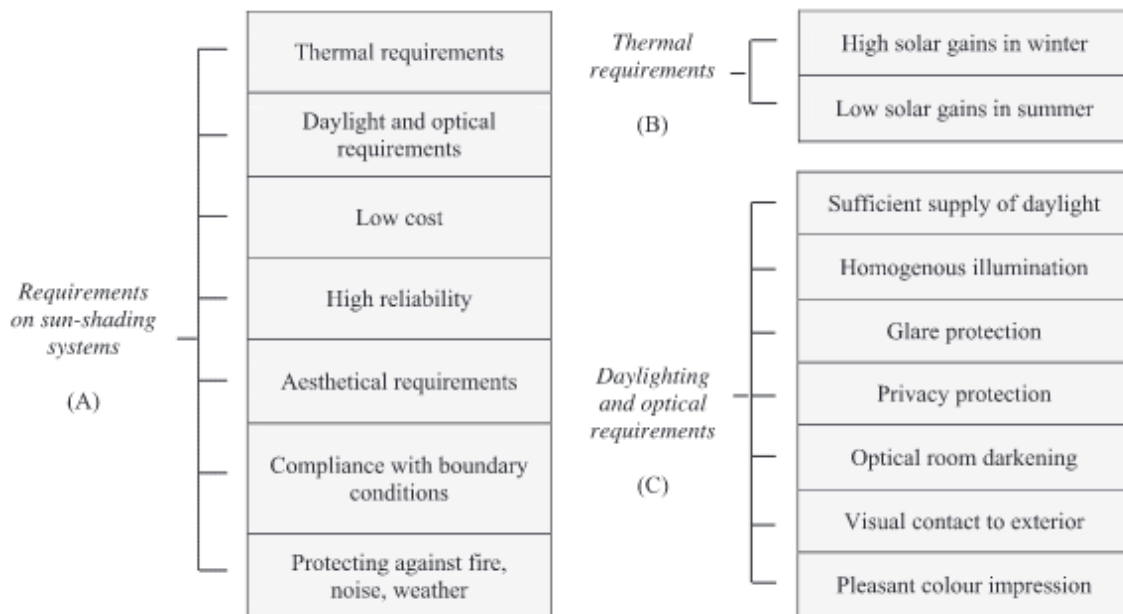 Requirements
on sun-shading
systems
(A)
Thermal requirements
Daylight and optical
requirements
Low cost
High reliability
Aesthetical requirements
Compliance with boundary
conditions
Protecting against fire,
noise, weather
Thermal
requirements
(B)
High solar gains in winter
Low solar gains in summer
Daylighting
and optical
requirements
(C)
Sufficient supply of daylight
Homogenous illumination
Glare protection
Privacy protection
Optical room darkening
Visual contact to exterior
Pleasant colour impression